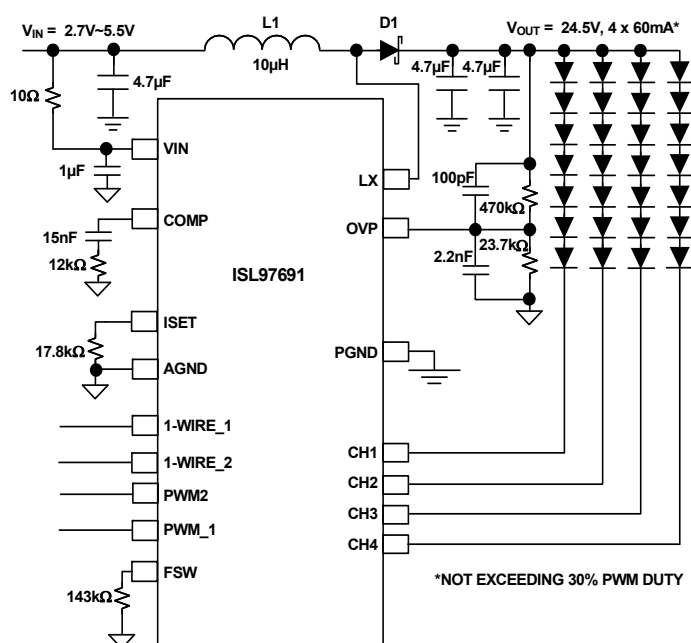 VIN = 2.7V~5.5V
L1
D1
VOUT = 24.5V, 4 x 60mA*
10µH
4.7µF
4.7µF
4.7µF
10Ω
1µF
VIN
LX
100pF
470kΩ
COMP
OVP
15nF
12kΩ
2.2nF
23.7kΩ
ISL97691
ISET
17.8kΩ
AGND
PGND
1-WIRE_1
1-WIRE_2
PWM2
PWM_1
FSW
143kΩ
CH1
CH2
CH3
CH4
*NOT EXCEEDING 30% PWM DUTY